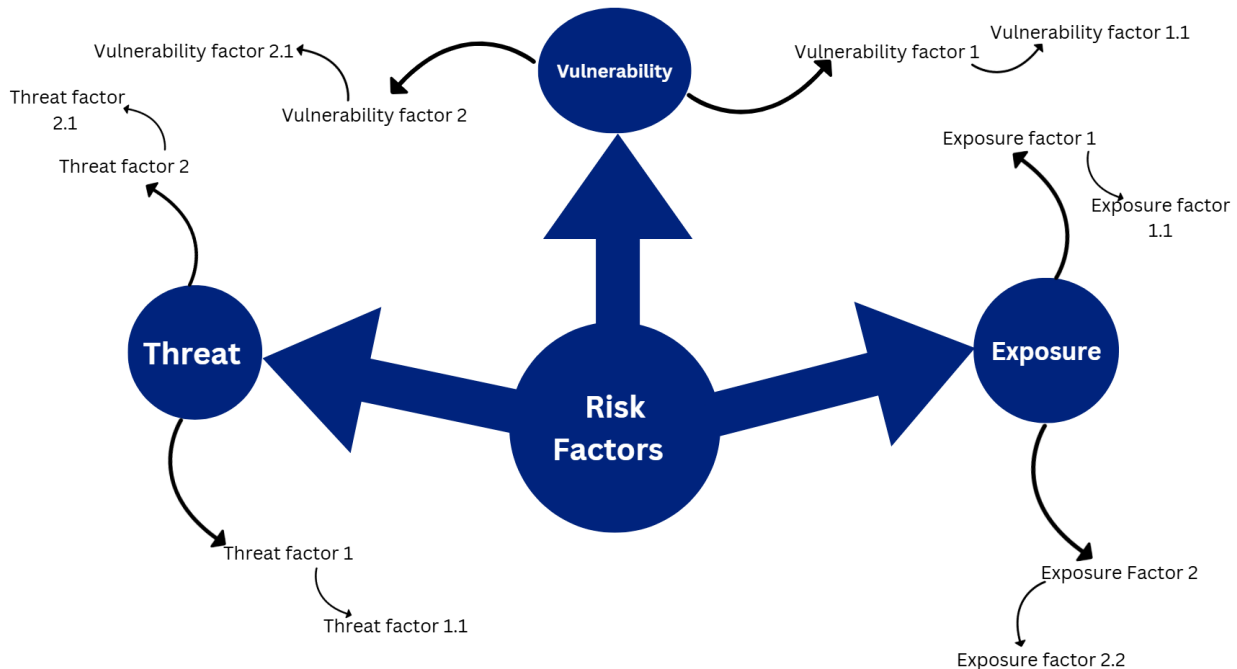 Vulnerability factor 1.1
Vulnerability factor 2.1
Vulnerability factor 1
Vulnerability
Threat factor
2.1
Vulnerability factor 2
Exposure factor 1
Threat factor 2
Exposure factor
1.1
Threat
Exposure
Risk
Factors
Threat factor 1
Exposure Factor 2
Threat factor 1.1
Exposure factor 2.2